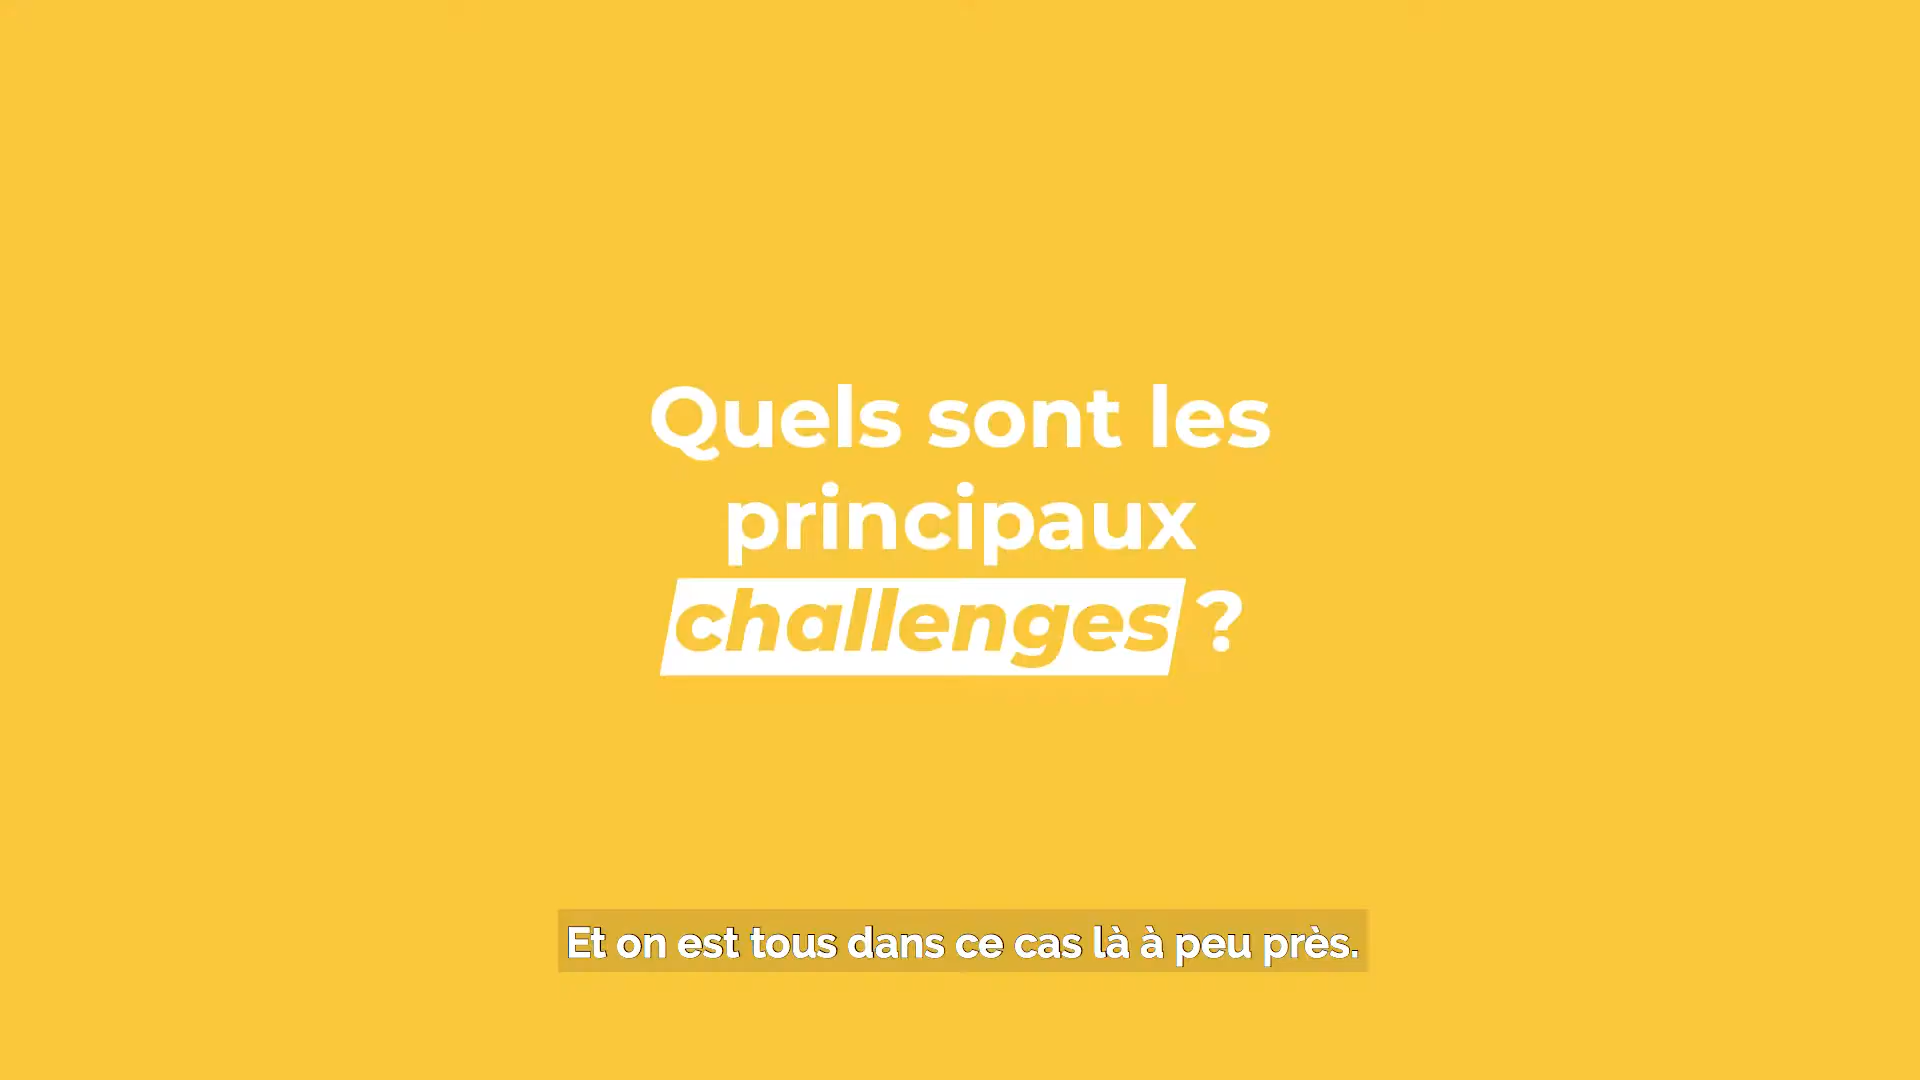 Quels sont les
principaux
challenges ?
Et on est tous dans ce cas là à peu près.